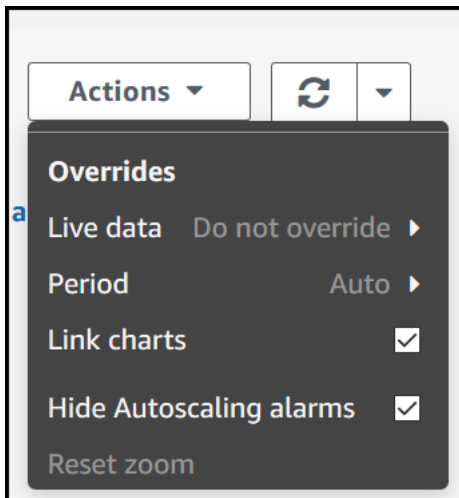 Actions
Overrides
a
Live data Do not override
Period Auto
Link charts
Hide Autoscaling alarms
Reset zoom